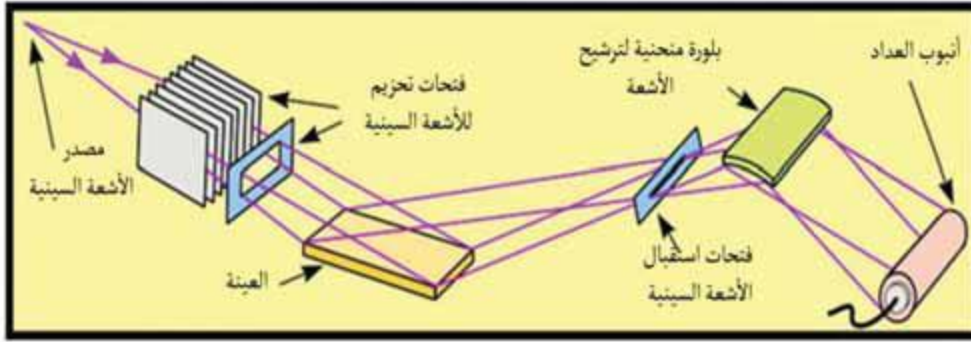 أنبوب العداد
بلورة منحنية لترشيح
الأشعة
فتحات تحزيم
للأشعة السينية
مصدر
الأشعة السينية
فتحات استقبال
الأشعة السينية
العينة